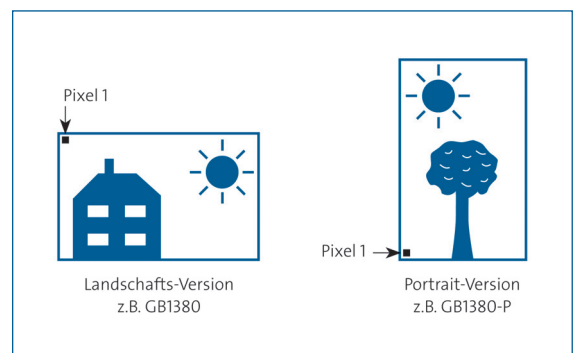 Pixel 1
Landschafts-Version
z.B. GB1380
Pixel 1
Portrait-Version
z.B. GB1380-P